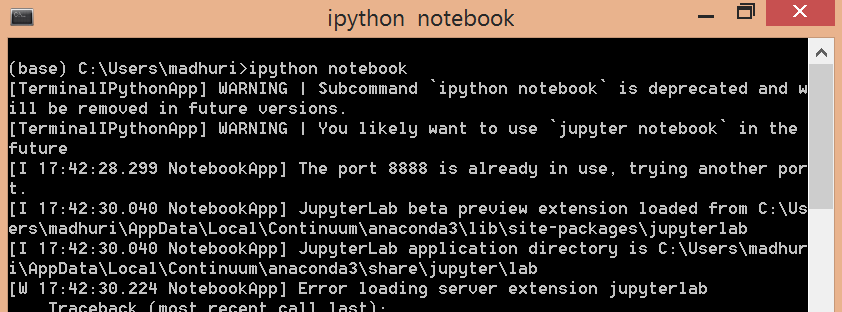 ipython notebook
(base) C:\Users\madhuri>ipython notebook
[TerminalIPythonApp] WARNING | Subcommand `ipython notebook` is deprecated and w
ill be removed in future versions.
[TerminalIPythonApp] WARNING | You likely want to use `jupyter notebook` in the
future
[I 17:42:28.299 NotebookApp] The port 8888 is already in use, trying another por
t.
[I 17:42:30.040 NotebookApp] JupyterLab beta preview extension loaded from C:\Us
ers\madhuri\AppData\Local\Continuum\anaconda3\lib\site-packages\jupyterlab
[I 17:42:30.040 NotebookApp] JupyterLab application directory is C:\Users\madhur
i\AppData\Local\Continuum\anaconda3\share\jupyter\lab
[W 17:42:30.224 NotebookApp] Error loading server extension jupyterlab
Traceback (most recent call last):